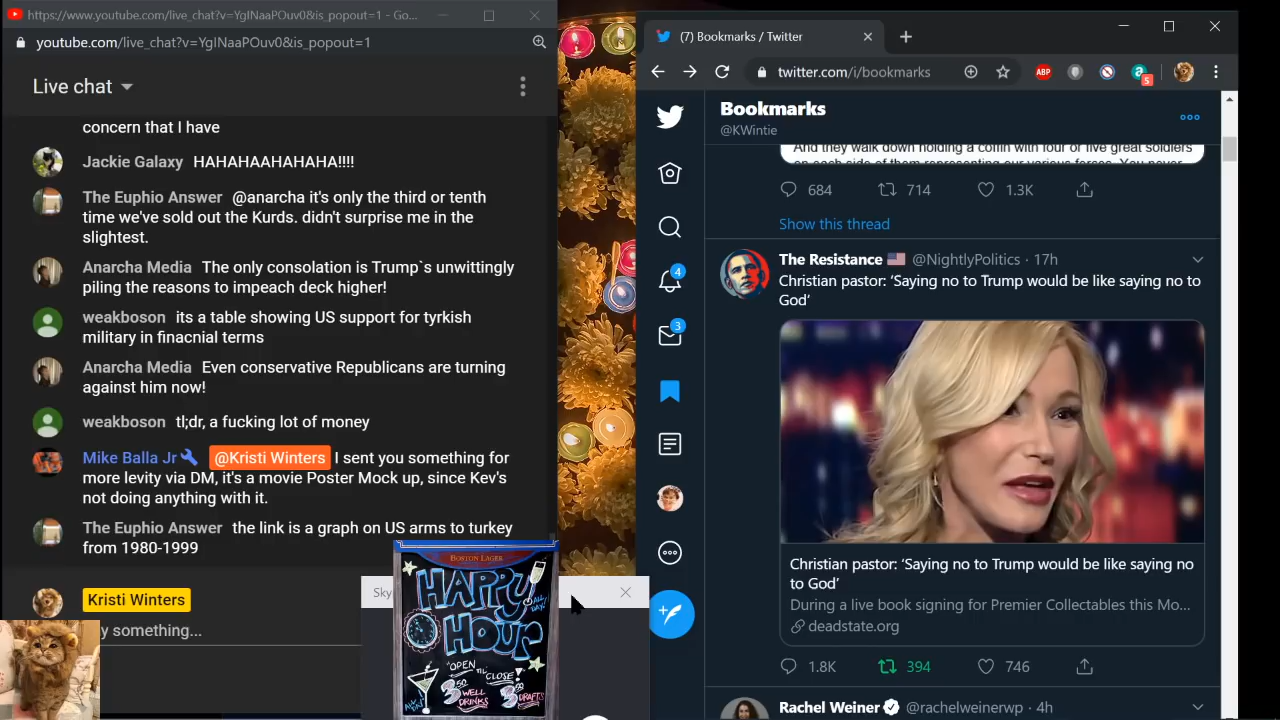 https://www.youtube.com/live_chat?v=YgINaaPOuv0&is_popout=1 - Go...
youtube.com/live_chat?v=YgINaaPOuv0&is_popout=1
Live chat
concern that I have
Jackie Galaxy HAHAHAAHAHAHA!!!!
The Euphio Answer @anarcha it's only the third or tenth
time we've sold out the Kurds. didn't surprise me in the
slightest.
Anarcha Media The only consolation is Trump`s unwittingly
piling the reasons to impeach deck higher!
weakboson its a table showing US support for tyrkish
military in finacnial terms
Anarcha Media Even conservative Republicans are turning
against him now!
weakboson tl;dr, a fucking lot of money
Mike Balla Jr @Kristi Winters I sent you something for
more levity via DM, it's a movie Poster Mock up, since Kev's
not doing anything with it.
The Euphio Answer the link is a graph on US arms to turkey
from 1980-1999
Kristi Winters
y something...
Sky
BOSTON LAGER
HAPPY
ALL
DAY!
HOUR
"OPEN 'TIL" CLOSE!
3.50 WELL
DRINKS
DRAFTS
(7) Bookmarks / Twitter
twitter.com/i/bookmarks
ABP
a
5
Bookmarks
@KWintie
And they walk down holding a coffin with four or five great soldiers
on each side of them representing our various forces. You never
684 714 1.3K
Show this thread
4
3
The Resistance @NightlyPolitics · 17h
Christian pastor: ‘Saying no to Trump would be like saying no to
God’
Christian pastor: ‘Saying no to Trump would be like saying no
to God’
During a live book signing for Premier Collectables this Mo...
deadstate.org
1.8K 394 746
Rachel Weiner @rachelweinerwp · 4h